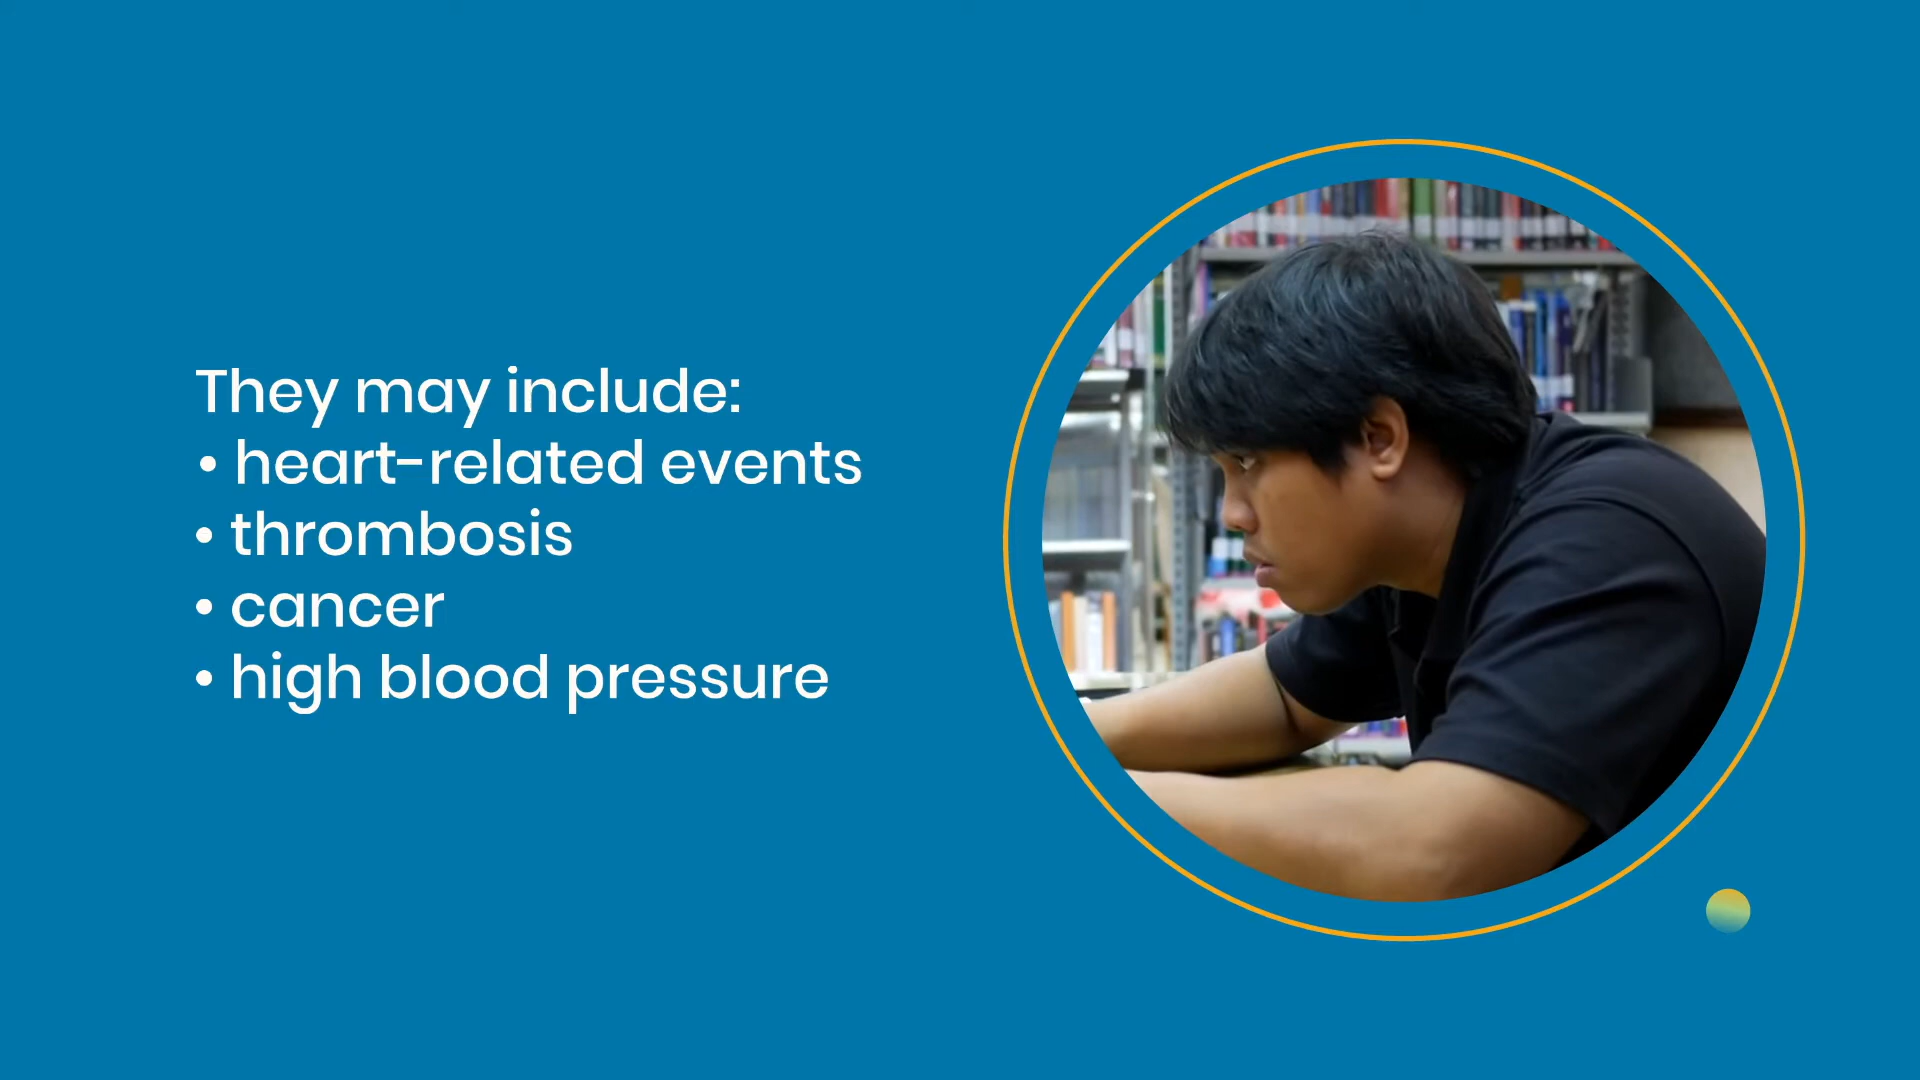 They may include:
• heart-related events
• thrombosis
• cancer
• high blood pressure